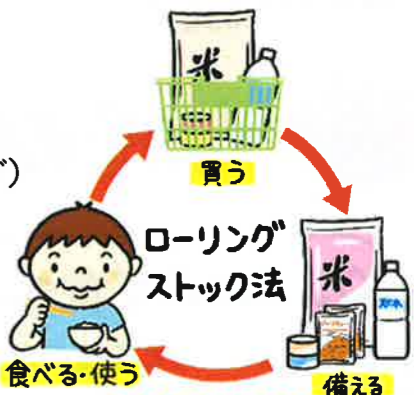 米
買う
ど)
ローリング
ストック法
米
食べる・使う
備える